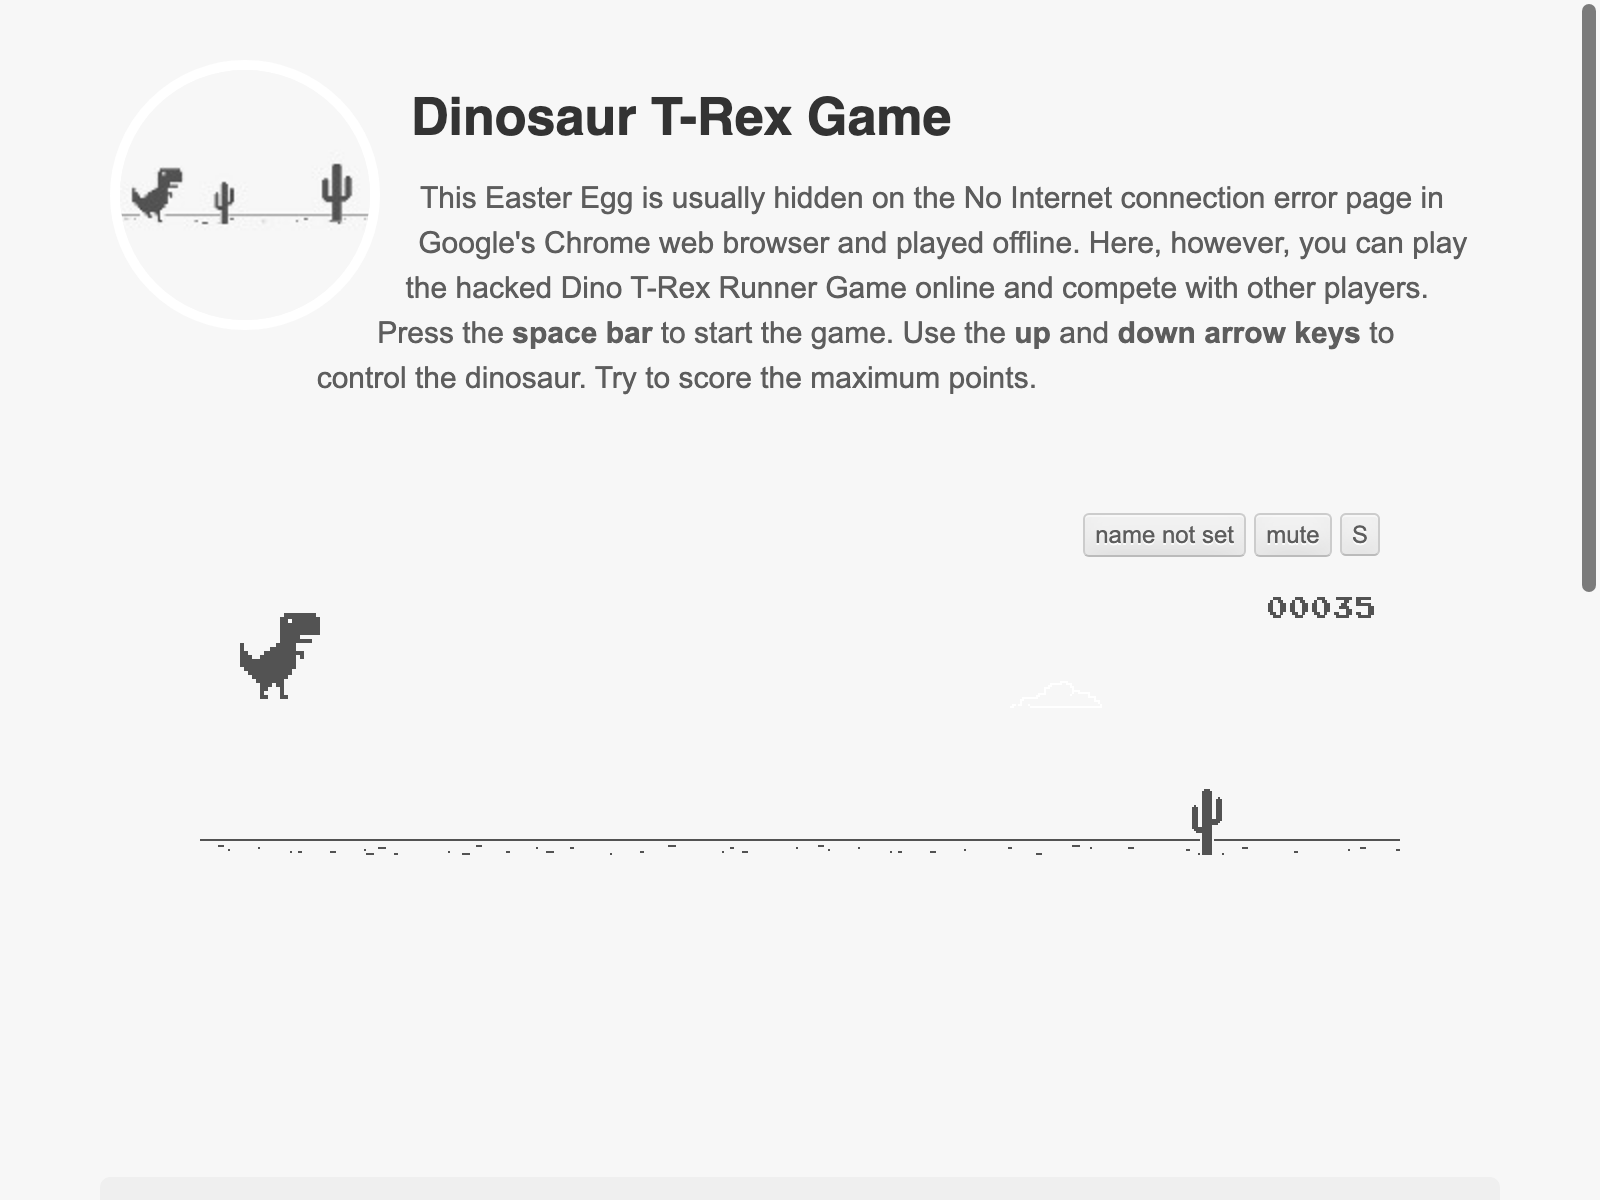 Dinosaur T-Rex Game
This Easter Egg is usually hidden on the No Internet connection error page in
Google's Chrome web browser and played offline. Here, however, you can play
the hacked Dino T-Rex Runner Game online and compete with other players.
Press the space bar to start the game. Use the up and down arrow keys to
control the dinosaur. Try to score the maximum points.
name not set mute S
00035